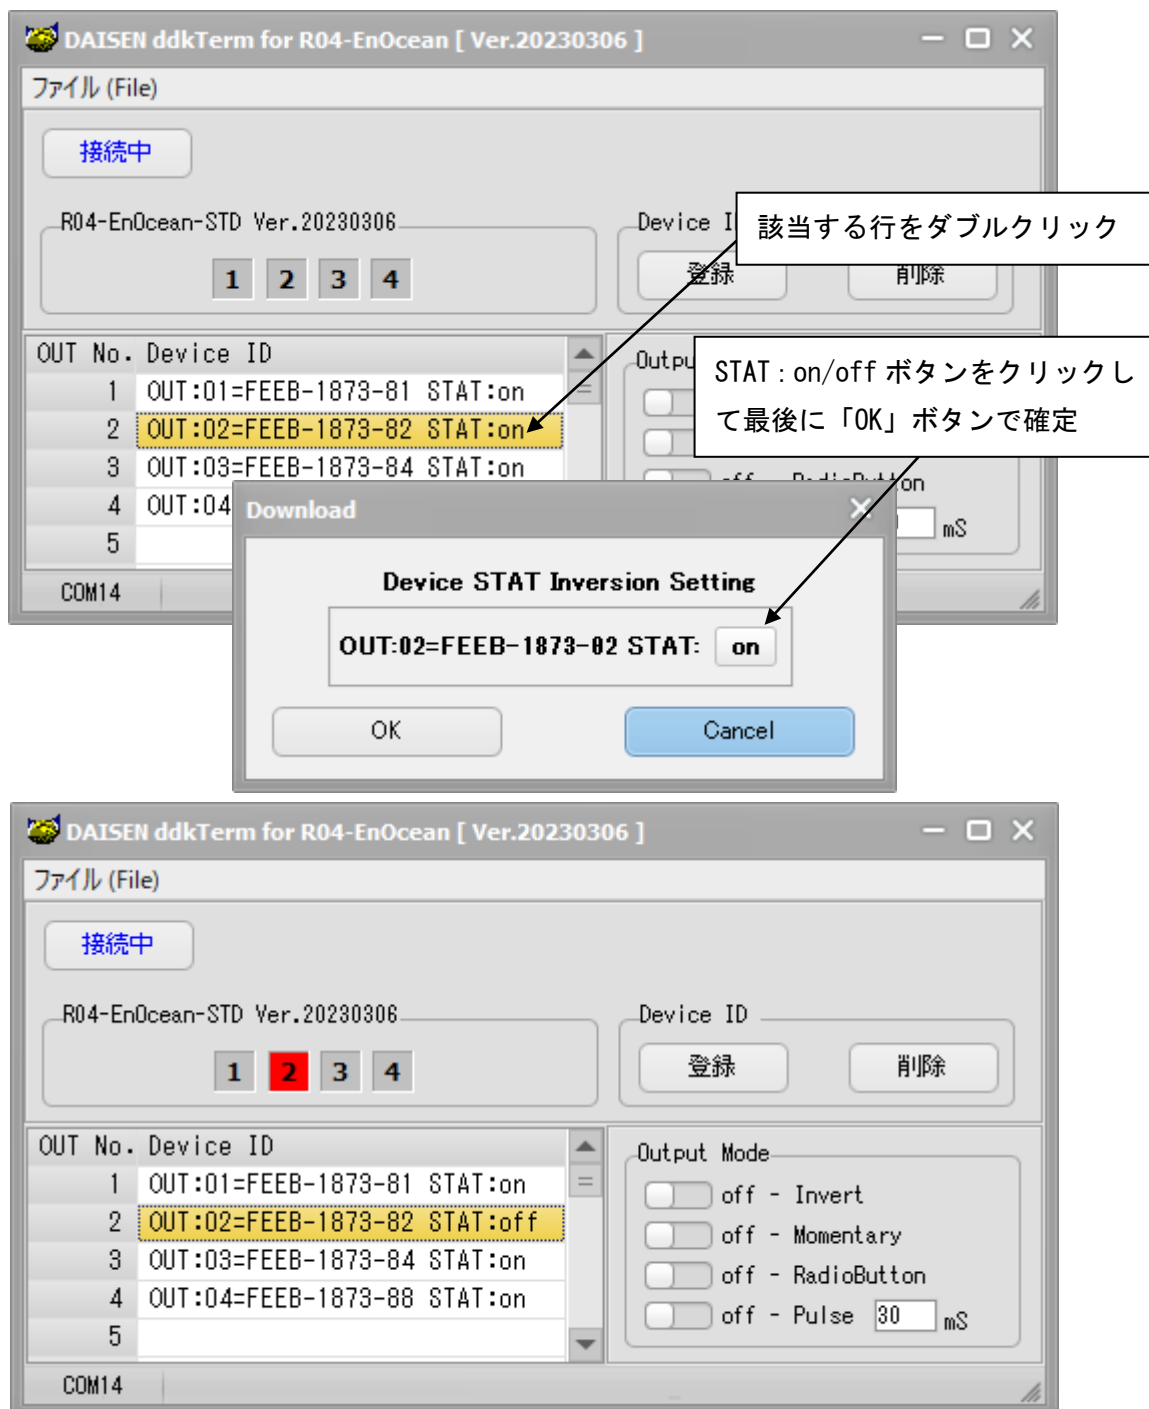 DAISEN ddkTerm for R04-EnOcean [ Ver.20230306 ]
ファイル (File)
接続中
R04-EnOcean-STD Ver.20230306
1 2 3 4
Device I
登録
削除
該当する行をダブルクリック
OUT No. Device ID
1 OUT:01=FEEB-1873-81 STAT:on
2 OUT:02=FEEB-1873-82 STAT:on
3 OUT:03=FEEB-1873-84 STAT:on
4 OUT:04
5
Outpu
STAT:on/off ボタンをクリックし
て最後に「OK」ボタンで確定
off - RadioButton
mS
COM14
Download
Device STAT Inversion Setting
OUT:02=FEEB-1873-82 STAT: on
OK
Cancel
DAISEN ddkTerm for R04-EnOcean [ Ver.20230306 ]
ファイル (File)
接続中
R04-EnOcean-STD Ver.20230306
1 2 3 4
Device ID
登録
削除
OUT No. Device ID
1 OUT:01=FEEB-1873-81 STAT:on
2 OUT:02=FEEB-1873-82 STAT:off
3 OUT:03=FEEB-1873-84 STAT:on
4 OUT:04=FEEB-1873-88 STAT:on
5
Output Mode
off - Invert
off - Momentary
off - RadioButton
off - Pulse 30 mS
COM14